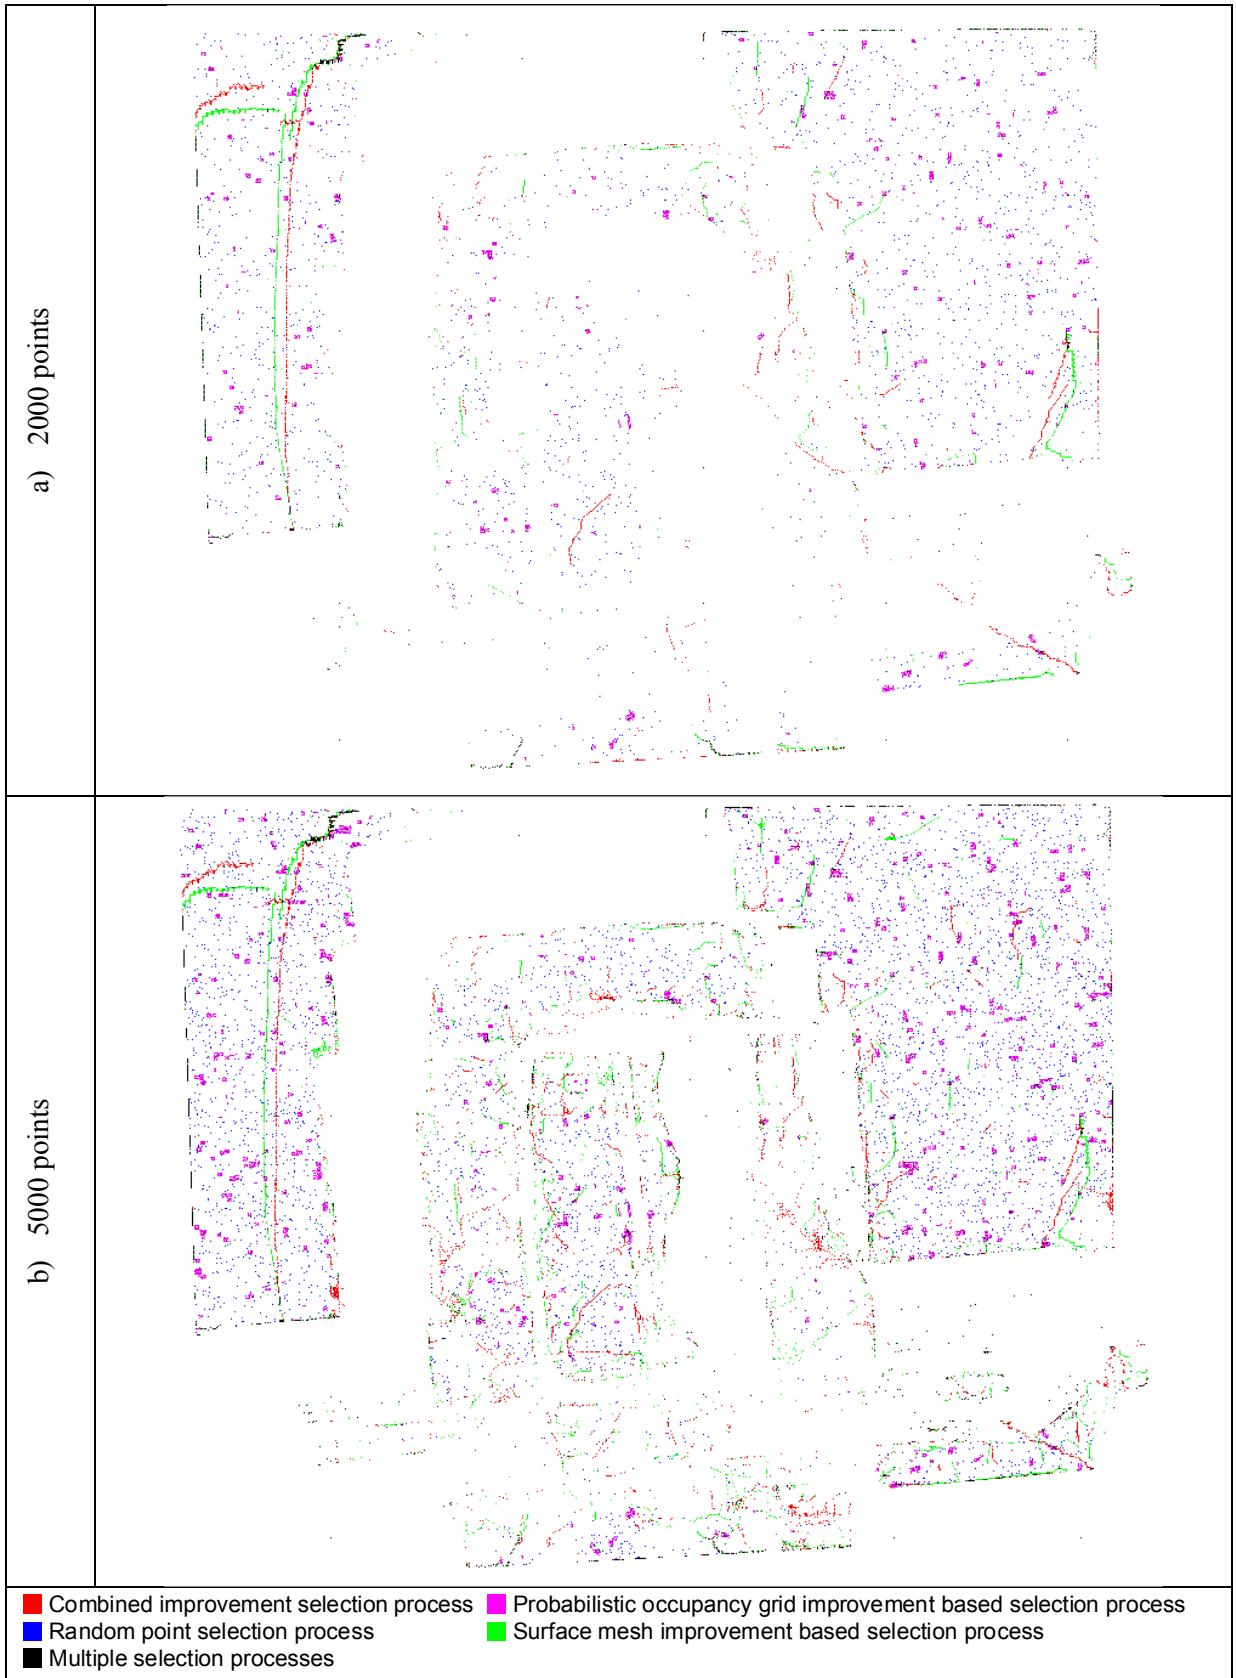 a) 2000 points
b) 5000 points
Combined improvement selection process
Probabilistic occupancy grid improvement based selection process
Random point selection process
Surface mesh improvement based selection process
Multiple selection processes